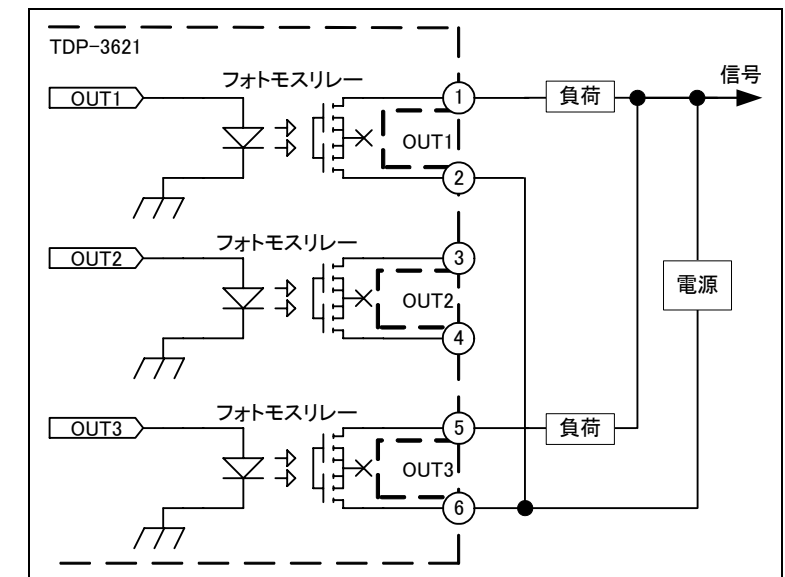 TDP-3621
フォトモスリレー
信号
OUT1
1
負荷
OUT1
2
フォトモスリレー
OUT2
3
電源
OUT2
4
フォトモスリレー
OUT3
5
負荷
OUT3
6